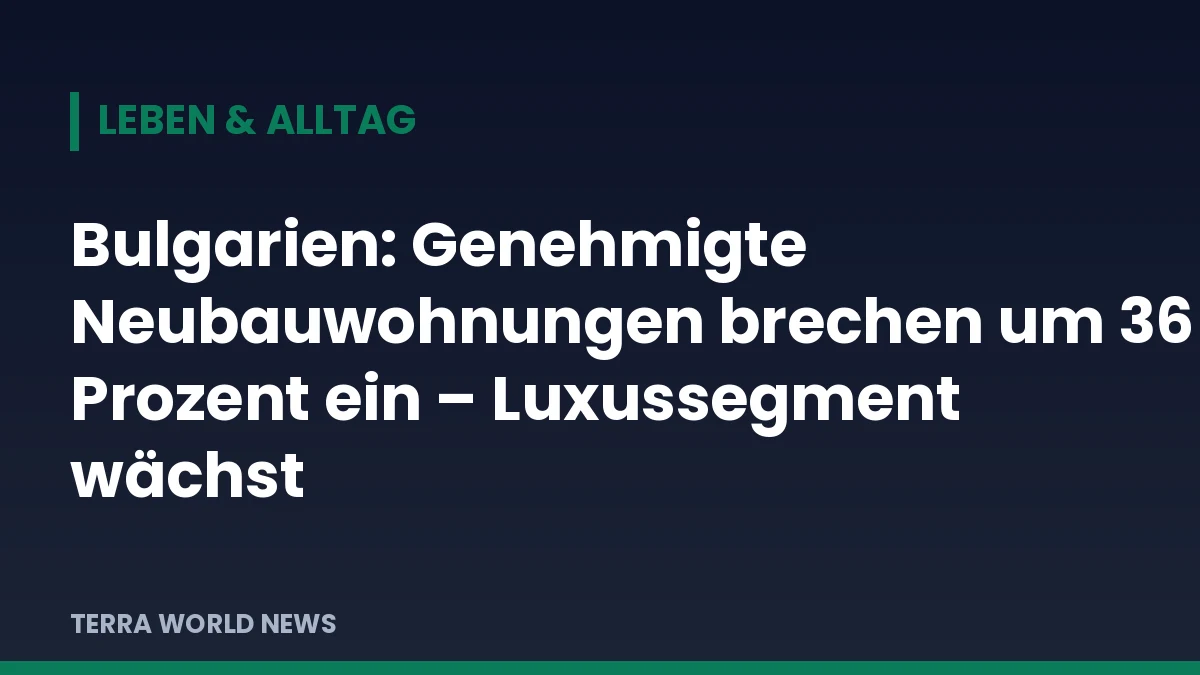 LEBEN & ALLTAG
Bulgarien: Genehmigte
Neubauwohnungen brechen um 36
Prozent ein – Luxussegment
wächst
TERRA WORLD NEWS